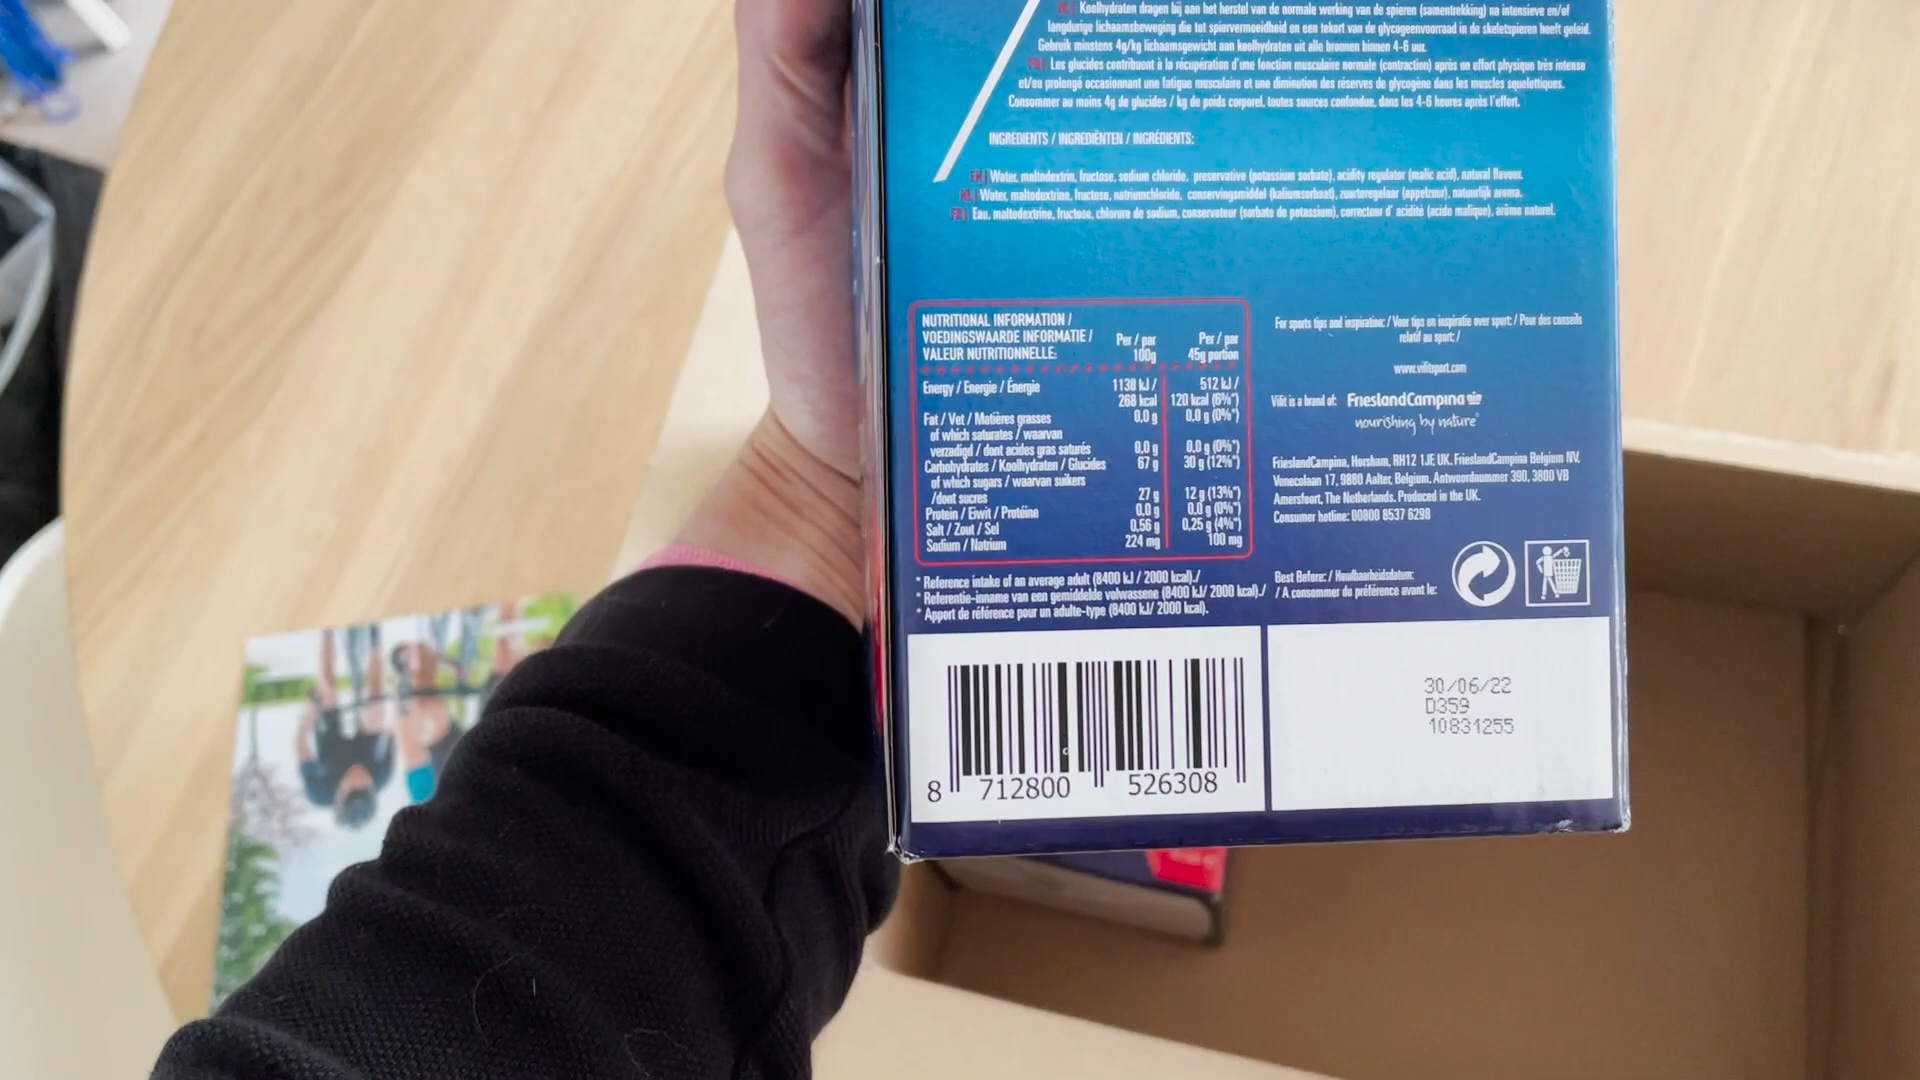 NL Koolhydraten dragen bij aan het herstel van de normale werking van de spieren (samentrekking) na intensieve en/of
langdurige lichaamsbeweging die tot spiervermoeidheid en een tekort van de glycogeenvoorraad in de skeletspieren heeft geleid.
Gebruik minstens 4g/kg lichaamsgewicht aan koolhydraten uit alle bronnen binnen 4-6 uur.
FR Les glucides contribuent à la récupération d'une fonction musculaire normale (contraction) après un effort physique très intense
et/ou prolongé occasionnant une fatigue musculaire et une diminution des réserves de glycogène dans les muscles squelettiques.
Consommer au moins 4g de glucides / kg de poids corporel, toutes sources confondue, dans les 4-6 heures après l'effort.
INGREDIENTS / INGREDIËNTEN / INGRÉDIENTS:
EN Water, maltodextrin, fructose, sodium chloride, preservative (potassium sorbate), acidity regulator (malic acid), natural flavour.
NL Water, maltodextrine, fructose, natriumchloride, conserveringsmiddel (kaliumsorbaat), zuurteregelaar (appelzuur), natuurlijk aroma.
FR Eau, maltodextrine, fructose, chlorure de sodium, conservateur (sorbate de potassium), correcteur d' acidité (acide malique), arôme naturel.
NUTRITIONAL INFORMATION /
VOEDINGSWAARDE INFORMATIE /
VALEUR NUTRITIONNELLE:
Per / par 100g
Per / par 45g portion
Energy / Energie / Énergie 1138 kJ / 268 kcal 512 kJ / 120 kcal (6%*)
Fat / Vet / Matières grasses 0,0 g 0,0 g (0%*)
of which saturates / waarvan
verzadigd / dont acides gras saturés 0,0 g 0,0 g (0%*)
Carbohydrates / Koolhydraten / Glucides 67 g 30 g (12%*)
of which sugars / waarvan suikers
/dont sucres 27 g 12 g (13%*)
Protein / Eiwit / Protéine 0,0 g 0,0 g (0%*)
Salt / Zout / Sel 0,56 g 0,25 g (4%*)
Sodium / Natrium 224 mg 100 mg
* Reference intake of an average adult (8400 kJ / 2000 kcal)./
* Referentie-inname van een gemiddelde volwassene (8400 kJ/ 2000 kcal)./
* Apport de référence pour un adulte-type (8400 kJ/ 2000 kcal).
For sports tips and inspiration: / Voor tips en inspiratie over sport: / Pour des conseils
relatif au sport: /
www.vifitsport.com
Vifit is a brand of: FrieslandCampina
nourishing by nature
FrieslandCampina, Horsham, RH12 1JE UK. FrieslandCampina Belgium NV,
Venecolaan 17, 9880 Aalter, Belgium. Antwoordnummer 390, 3800 VB
Amersfoort, The Netherlands. Produced in the UK.
Consumer hotline: 00800 8537 6298
Best Before: / Houdbaarheidsdatum:
/ A consommer de préférence avant le:
8 712800 526308
30/06/22
D359
10831255